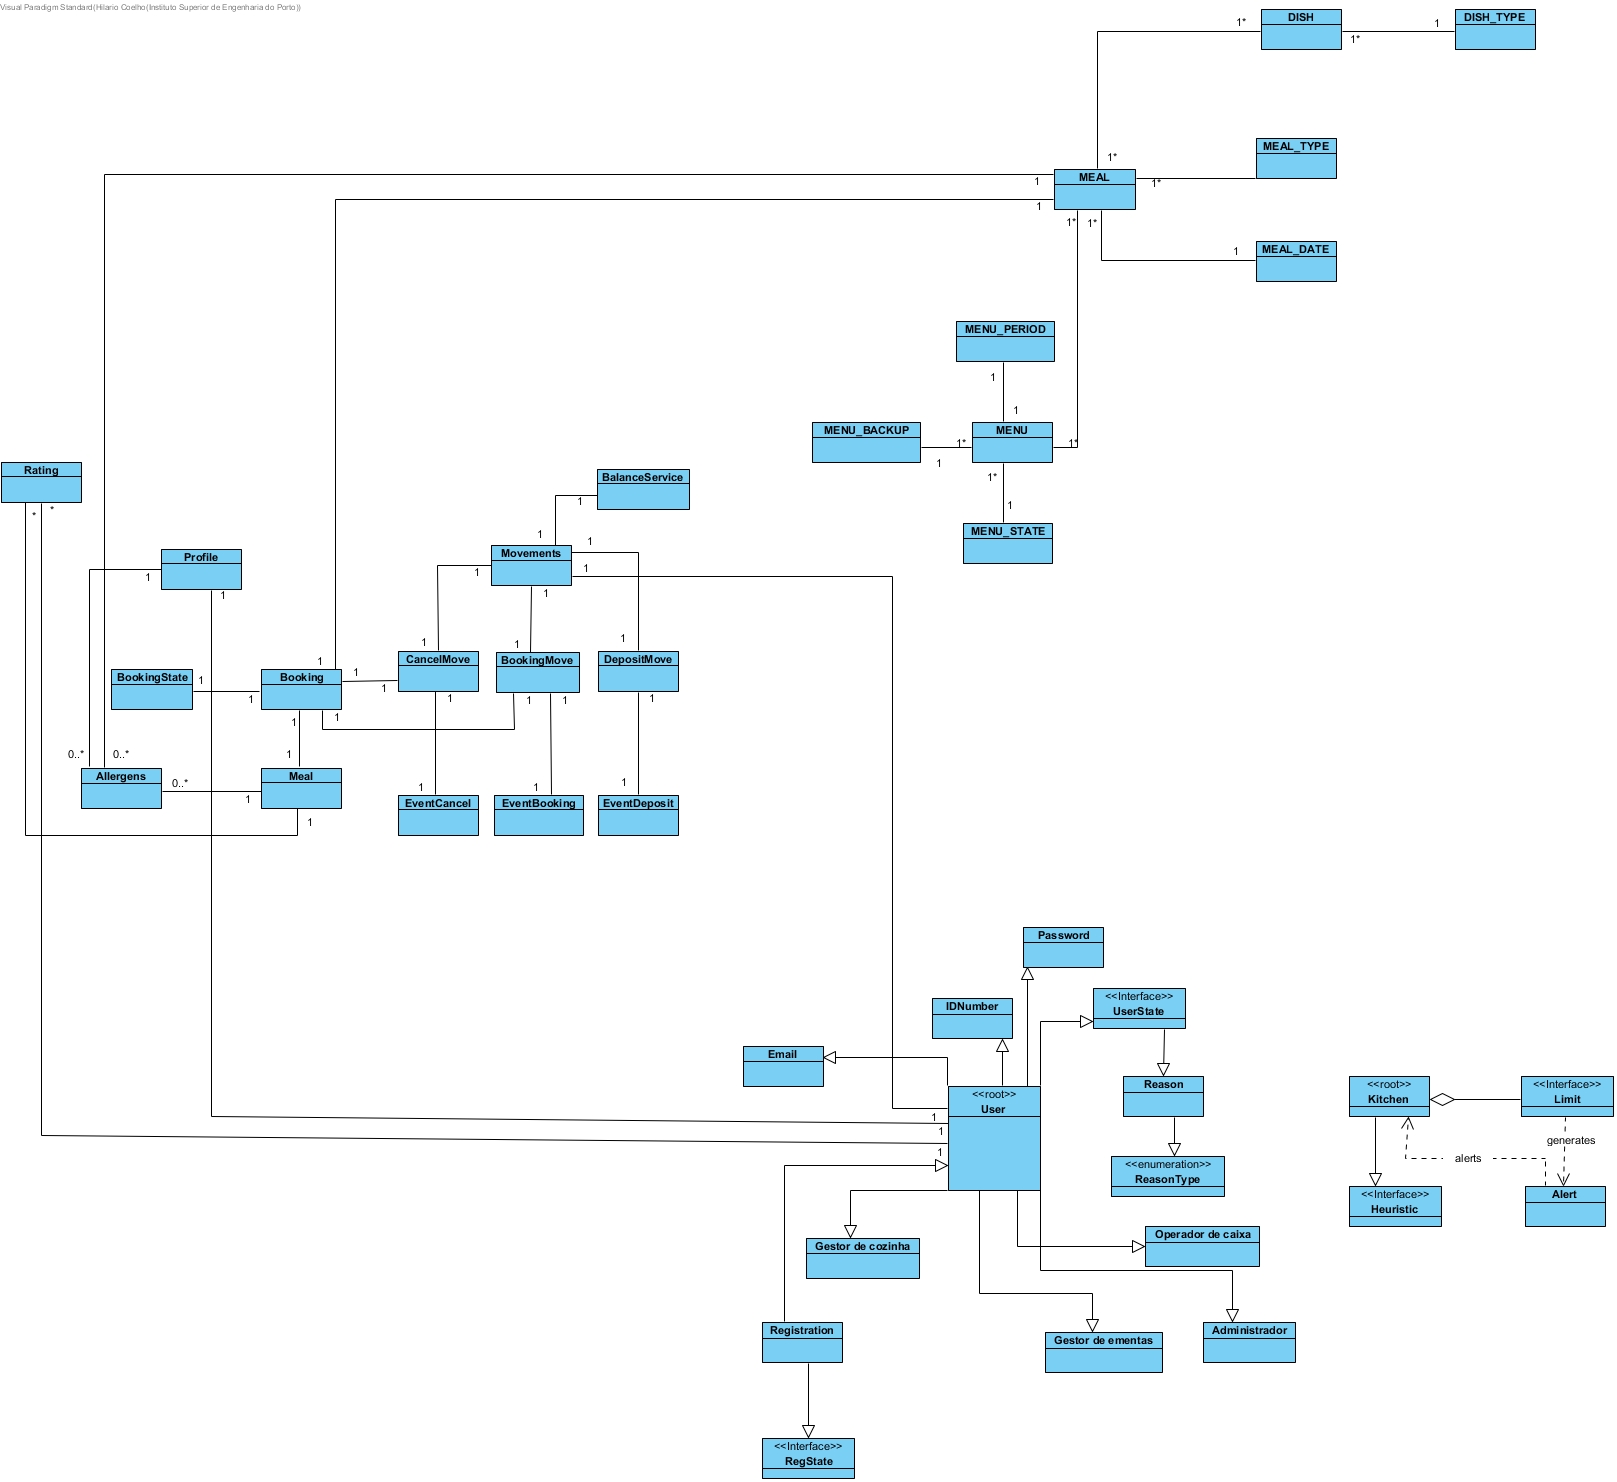 Visual Paradigm Standard(Hilario Coelho(Instituto Superior de Engenharia do Porto))
DISH
DISH_TYPE
1*
1
1*
MEAL_TYPE
1*
MEAL
1
1*
1
1*
1*
MEAL_DATE
1
MENU_PERIOD
1
1
MENU_BACKUP
MENU
1*
1*
1
1*
1
MENU_STATE
Rating
*
*
BalanceService
1
1
Movements
1
1
1
1
Profile
1
1
1
1
1
CancelMove
BookingMove
DepositMove
1
BookingState
1
Booking
1
1
1
1
1
1
1
1
1
1
0..*
0..*
Allergens
Meal
0..*
1
1
1
1
1
EventCancel
EventBooking
EventDeposit
Password
<<Interface>>
UserState
IDNumber
Email
Reason
<<root>>
User
1
1
1
<<enumeration>>
ReasonType
<<root>>
Kitchen
<<Interface>>
Limit
generates
alerts
<<Interface>>
Heuristic
Alert
Gestor de cozinha
Operador de caixa
Registration
Gestor de ementas
Administrador
<<Interface>>
RegState